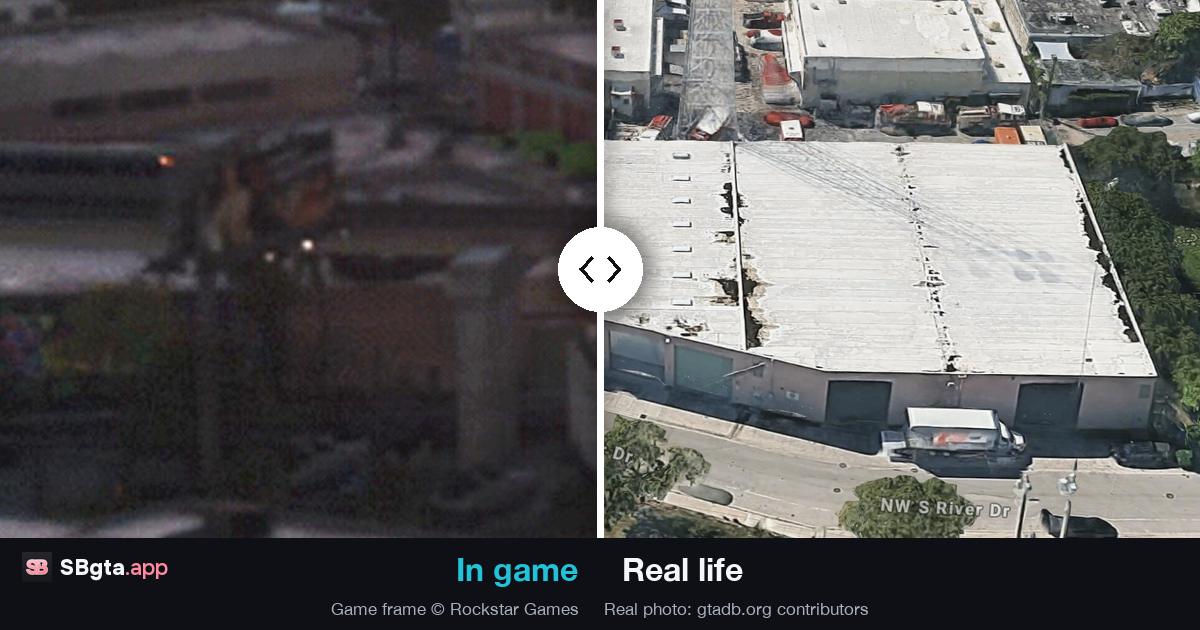 Dr.
NW S River Dr
SB SBgta.app
In game
Real life
Game frame © Rockstar Games
Real photo: gtadb.org contributors